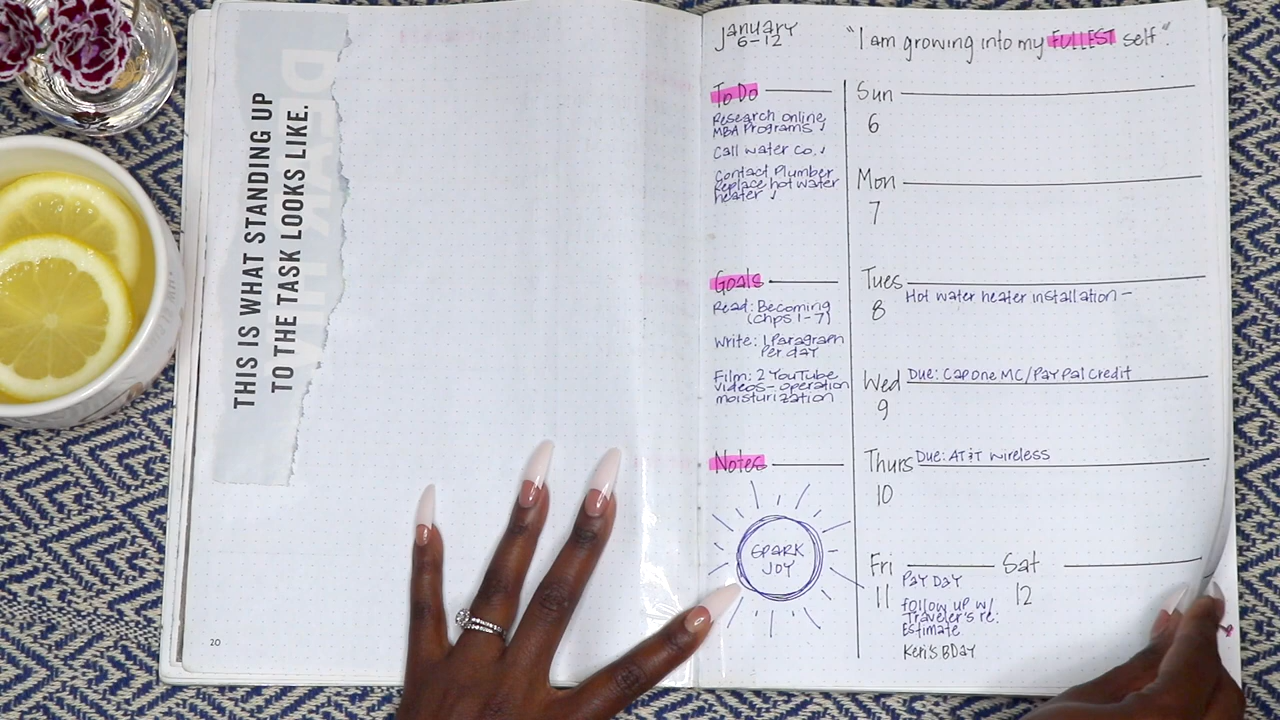 THIS IS WHAT STANDING UP
TO THE TASK LOOKS LIKE.
20
January
6-12
"I am growing into my FULLEST self".
To Do
Research online
MBA Programs ✓
Call water co. ✓
Contact Plumber
Replace hot water
heater ✓
Goals
Read: Becoming
(chps. 1-7)
Write: 1 Paragraph
Per day
Film: 2 YouTube
videos - operation
moisturization
Notes
SPARK
JOY
Sun
6
Mon
7
Tues
8
Hot water heater installation -
Wed
9
Due: Cap One MC/PayPal Credit
Thurs
10
Due: AT&T wireless
Fri
11
Pay Day
Follow up w/
Traveler's re:
Estimate
Keri's BDay
Sat
12